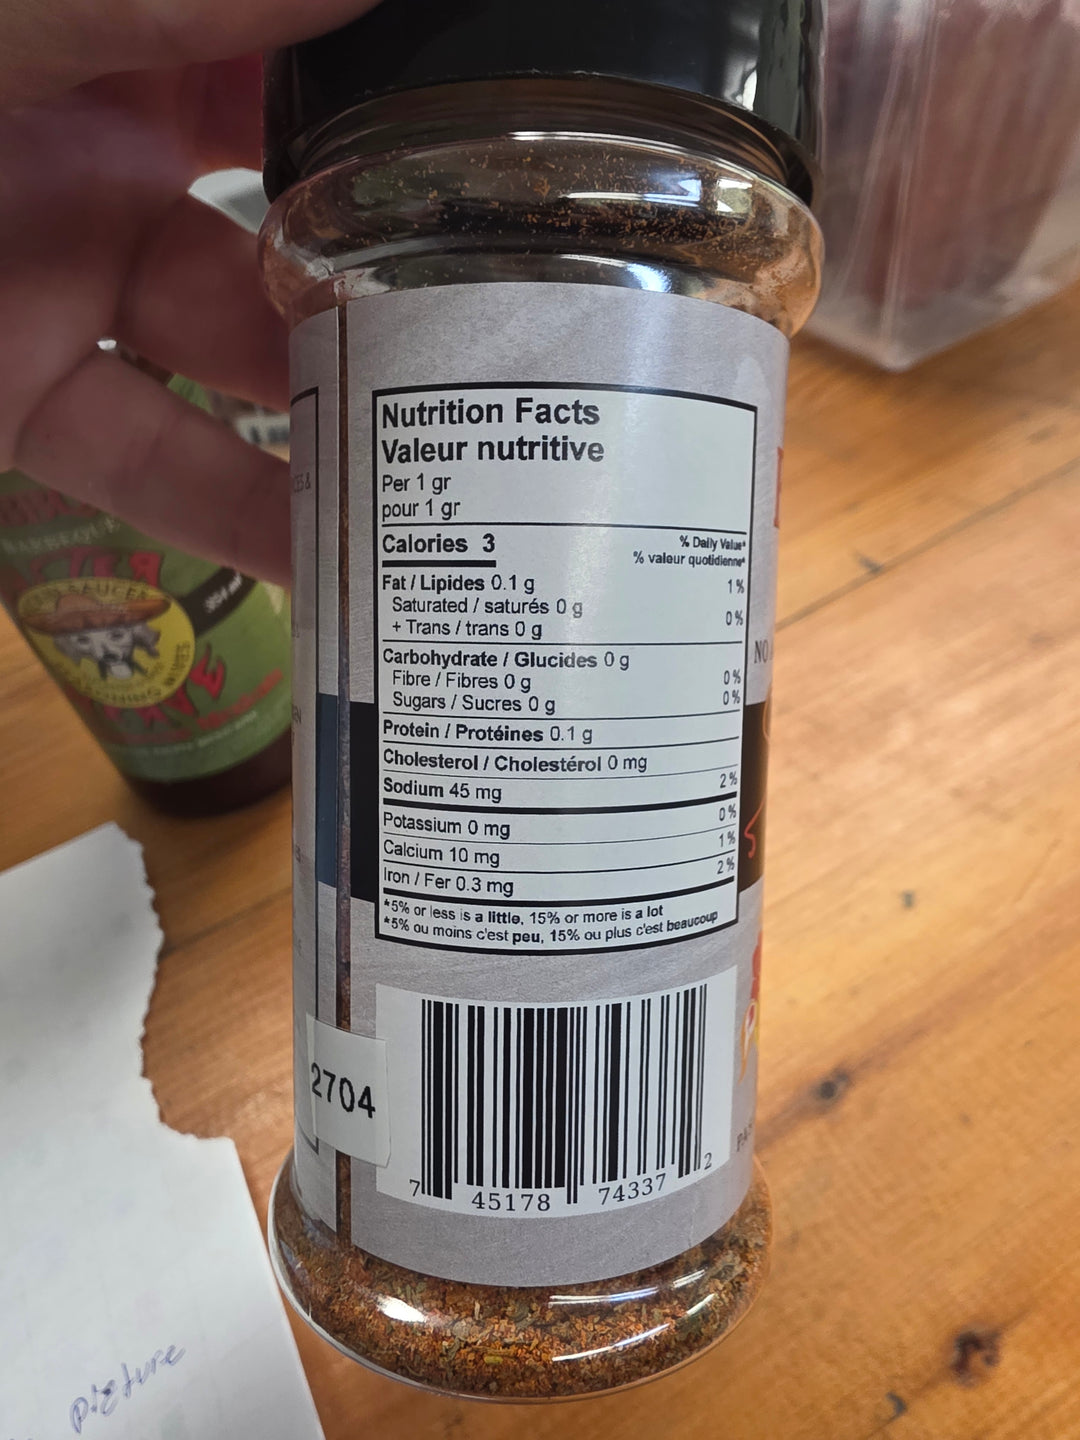 Nutrition Facts
Valeur nutritive
Per 1 gr
pour 1 gr
Calories 3
% Daily Value*
% valeur quotidienne*
Fat / Lipides 0.1 g 1 %
Saturated / saturés 0 g
+ Trans / trans 0 g 0 %
Carbohydrate / Glucides 0 g
Fibre / Fibres 0 g 0 %
Sugars / Sucres 0 g 0 %
Protein / Protéines 0.1 g
Cholesterol / Cholestérol 0 mg
Sodium 45 mg 2 %
Potassium 0 mg 0 %
Calcium 10 mg 1 %
Iron / Fer 0.3 mg 2 %
*5% or less is a little, 15% or more is a lot
*5% ou moins c'est peu, 15% ou plus c'est beaucoup
2704
7 45178 74337 2
NO
BARBEQUE
SAUCE
picture